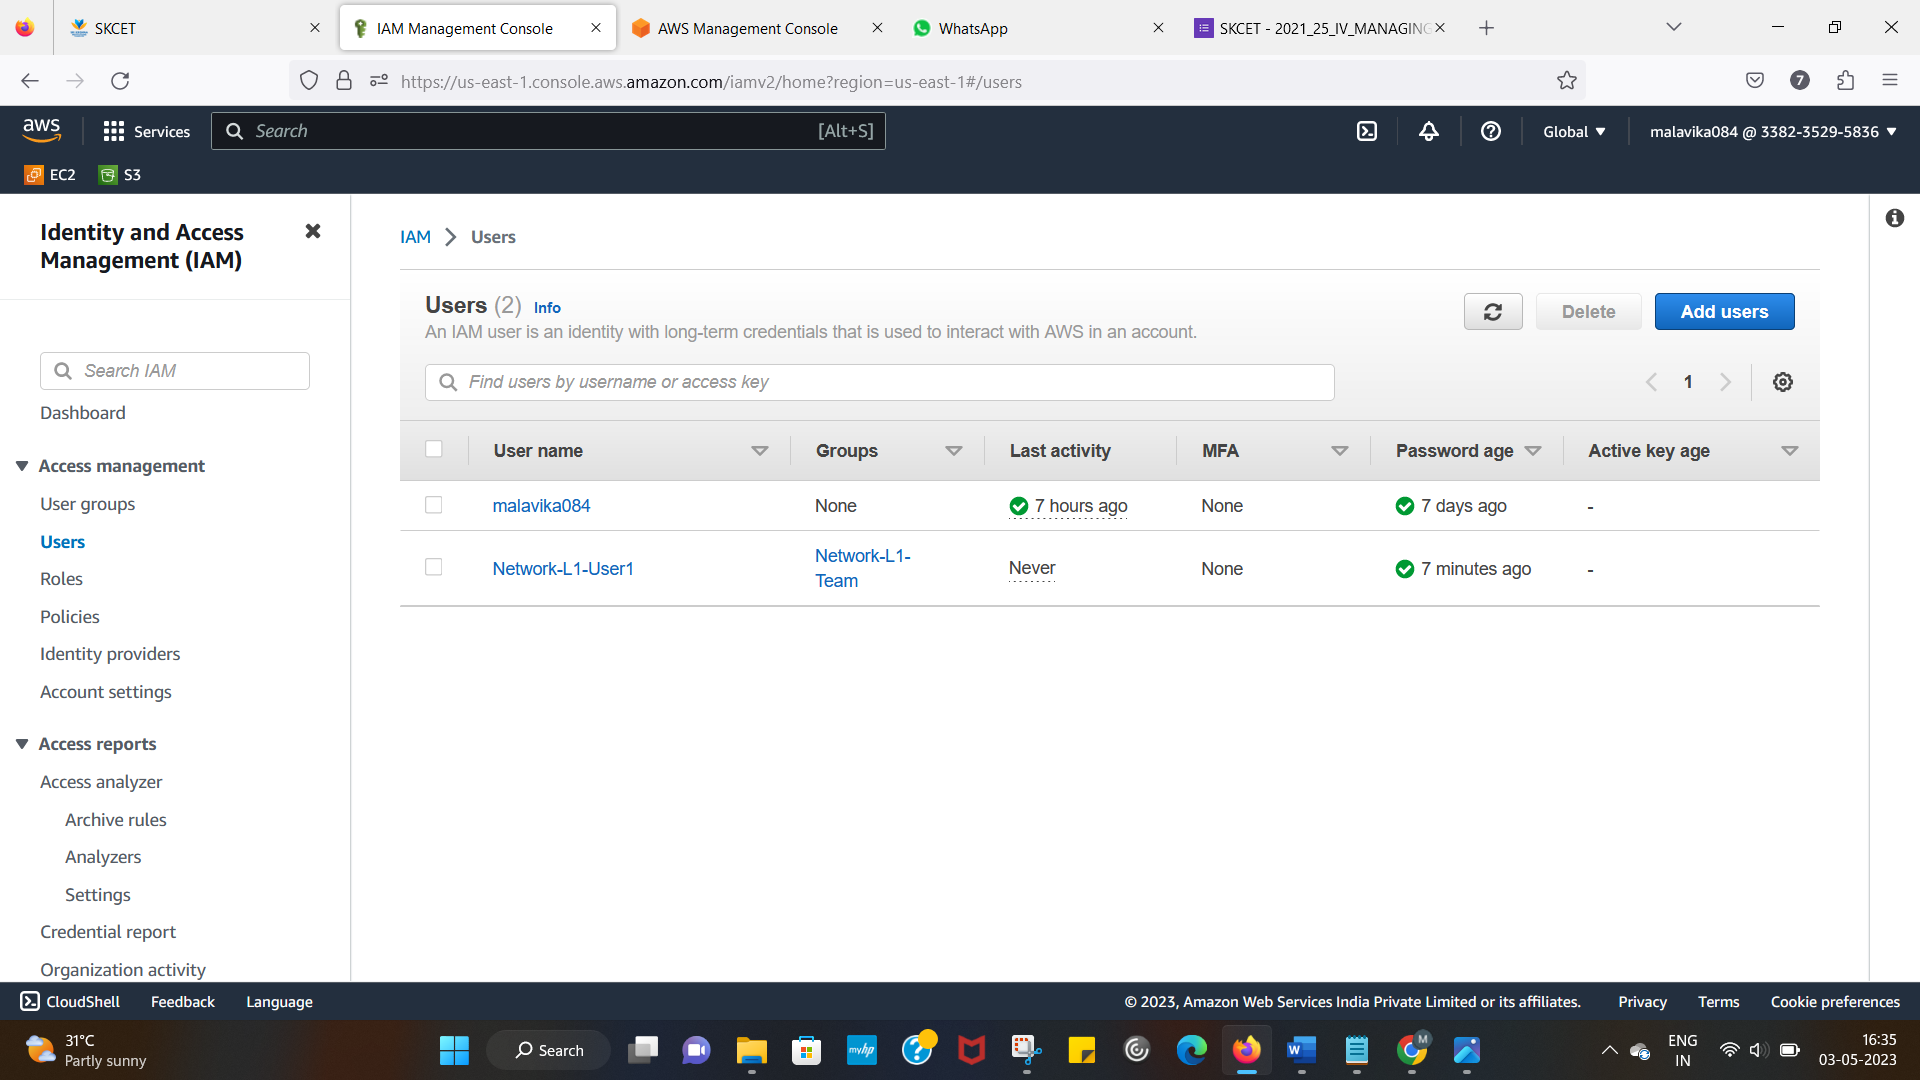 SKCET
IAM Management Console
AWS Management Console
WhatsApp
SKCET - 2021_25_IV_MANAGING
https://us-east-1.console.aws.amazon.com/iamv2/home?region=us-east-1#/users
7
aws
Services
Search
[Alt+S]
Global
malavika084 @ 3382-3529-5836
EC2
S3
Identity and Access
Management (IAM)
Search IAM
Dashboard
Access management
User groups
Users
Roles
Policies
Identity providers
Account settings
Access reports
Access analyzer
Archive rules
Analyzers
Settings
Credential report
Organization activity
IAM > Users
Users (2) Info
An IAM user is an identity with long-term credentials that is used to interact with AWS in an account.
Delete
Add users
Find users by username or access key
1
User name Groups Last activity MFA Password age Active key age
malavika084 None 7 hours ago None 7 days ago -
Network-L1-User1 Network-L1-
Team Never None 7 minutes ago -
CloudShell Feedback Language
© 2023, Amazon Web Services India Private Limited or its affiliates. Privacy Terms Cookie preferences
31°C
Partly sunny
Search
myhp
M
ENG
IN
16:35
03-05-2023